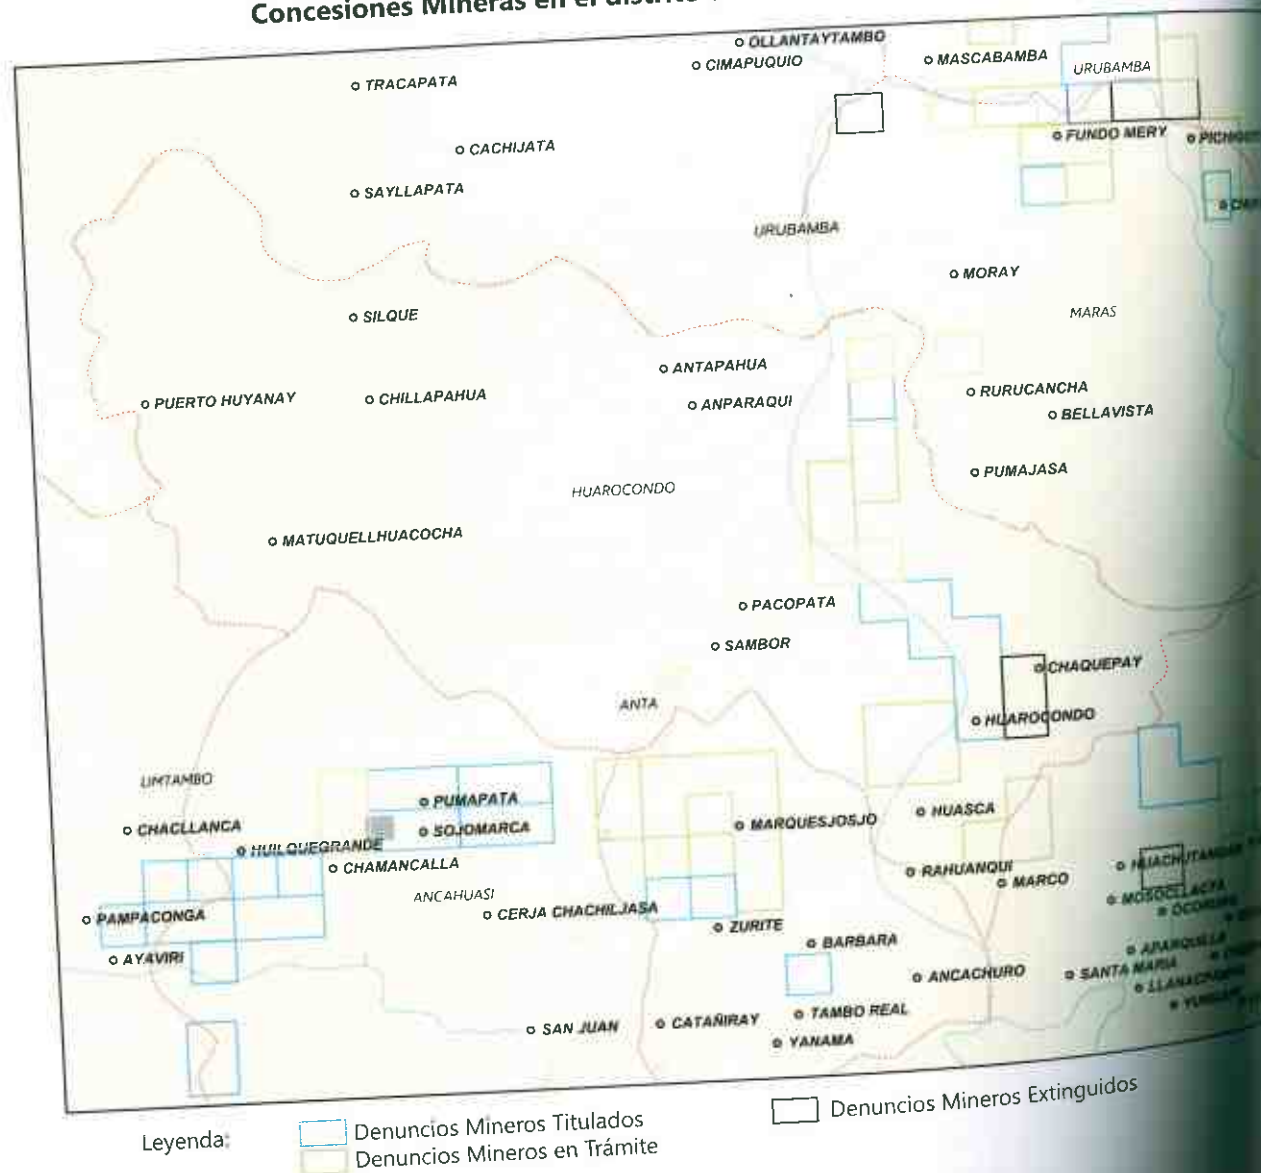 Concesiones Mineras en el distrito
OLLANTAYTAMBO
CIMAPUQUIO
MASCABAMBA
URUBAMBA
TRACAPATA
FUNDO MERY
CACHIJATA
SAYLLAPATA
URUBAMBA
MORAY
MARAS
SILQUE
ANTAPAHUA
RURUCANCHA
PUERTO HUYANAY
CHILLAPAHUA
ANPARAQUI
BELLAVISTA
PUMAJASA
HUAROCONDO
MATUQUELLHUACOCHA
PACOPATA
SAMBOR
CHAQUEPAY
ANTA
HUAROCONDO
LIMTAMBO
PUMAPATA
CHACLLANCA
SOJOMARCA
MARQUESJOSJO
HUASCA
HUILQUEGRANDE
CHAMANCALLA
RAHUANQUI
MARCO
ANCAHUASI
CERJA CHACHILJASA
PAMPACONGA
ZURITE
BARBARA
AYAVIRI
ANCACHURO
SANTA MARIA
APARQUILLA
SAN JUAN
CATAÑIRAY
TAMBO REAL
YANAMA
Leyenda:
Denuncios Mineros Titulados
Denuncios Mineros en Trámite
Denuncios Mineros Extinguidos